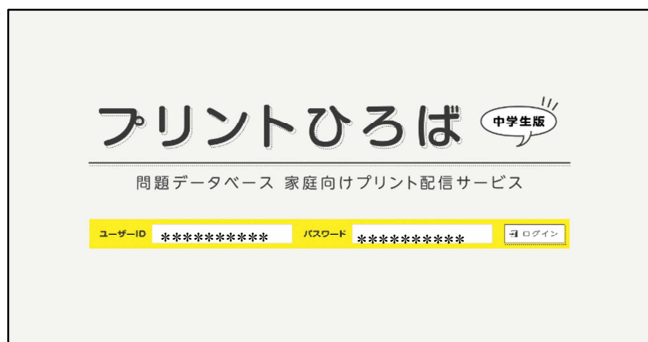 プリントひろば 中学生版
問題データベース 家庭向けプリント配信サービス
ユーザーID ********** パスワード ********** ログイン